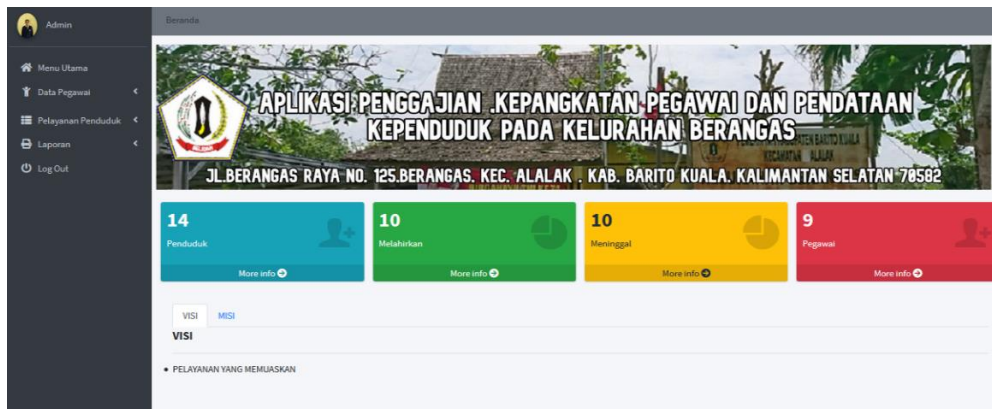 Admin
Beranda
Menu Utama
Data Pegawai
Pelayanan Penduduk
Laporan
Log Out
APLIKASI PENGGAJIAN .KEPANGKATAN PEGAWAI DAN PENDATAAN
KEPENDUDUK PADA KELURAHAN BERANGAS
JL.BERANGAS RAYA NO. 125.BERANGAS. KEC. ALALAK . KAB. BARITO KUALA. KALIMANTAN SELATAN 70582
14
Penduduk
More info
10
Melahirkan
More info
10
Meninggal
More info
9
Pegawai
More info
VISI MISI
VISI
• PELAYANAN YANG MEMUASKAN